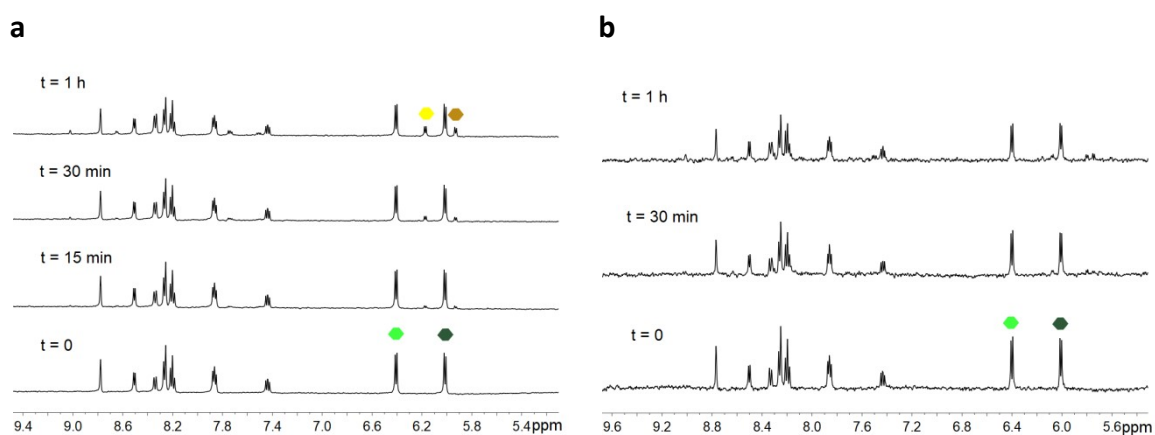 a
t = 1 h
t = 30 min
t = 15 min
t = 0
9.4 9.0 8.6 8.2 7.8 7.4 7.0 6.6 6.2 5.8 5.4 ppm
b
t = 1 h
t = 30 min
t = 0
9.6 9.2 8.8 8.4 8.0 7.6 7.2 6.8 6.4 6.0 5.6 ppm